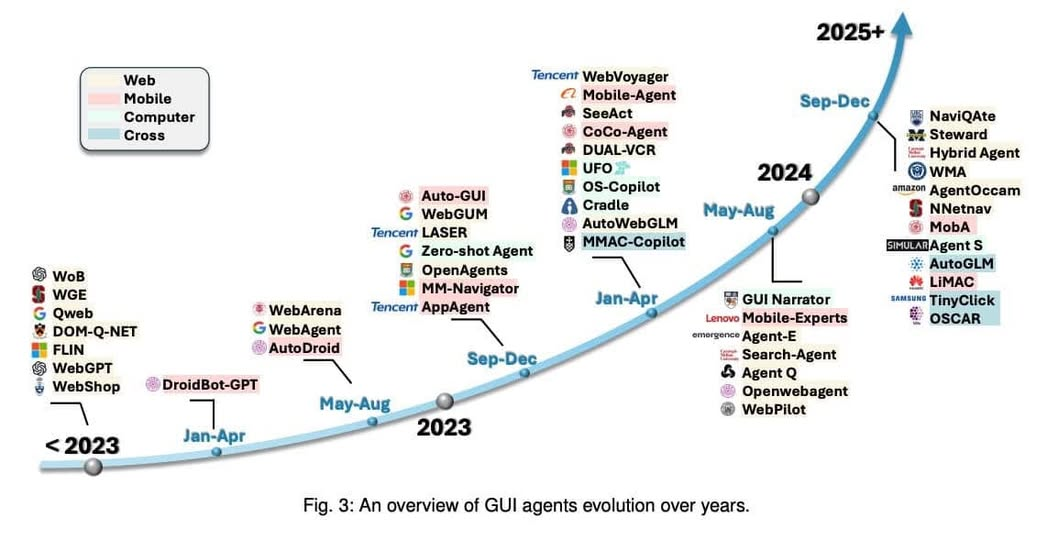 2025+
Web
Mobile
Computer
Cross
Tencent WebVoyager
Mobile-Agent
SeeAct
CoCo-Agent
DUAL-VCR
UFO
OS-Copilot
Cradle
AutoWebGLM
MMAC-Copilot
Sep-Dec
NaviQAte
Steward
Hybrid Agent
WMA
amazon AgentOccam
NNetnav
MobA
SIMULAR Agent S
AutoGLM
LiMAC
SAMSUNG TinyClick
OSCAR
2024
May-Aug
Auto-GUI
WebGUM
Tencent LASER
Zero-shot Agent
OpenAgents
MM-Navigator
Tencent AppAgent
Jan-Apr
GUI Narrator
Lenovo Mobile-Experts
emergence Agent-E
Search-Agent
Agent Q
Openwebagent
WebPilot
WoB
WGE
Qweb
DOM-Q-NET
FLIN
WebGPT
WebShop
WebArena
WebAgent
AutoDroid
Sep-Dec
DroidBot-GPT
May-Aug
2023
Jan-Apr
< 2023
Fig. 3: An overview of GUI agents evolution over years.